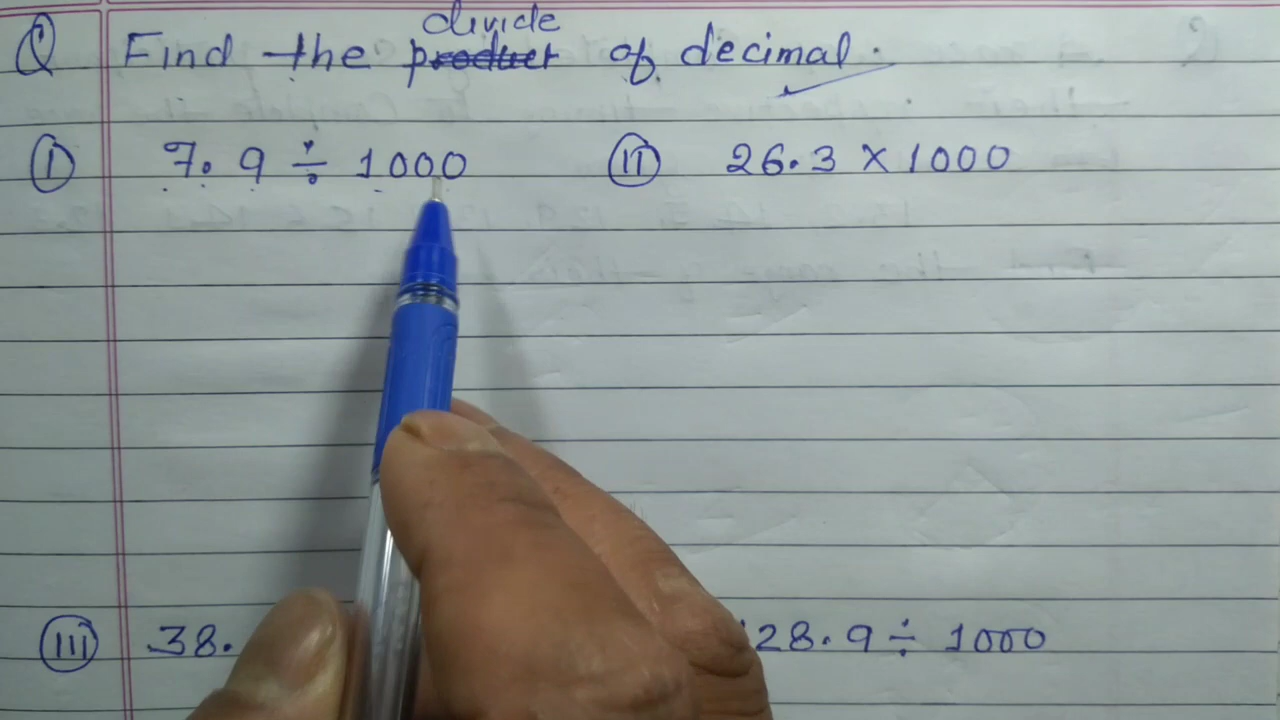 Q Find the divide product of decimal.
I 7.9 ÷ 1000 II 26.3 × 1000
III 38. 28.9 ÷ 1000